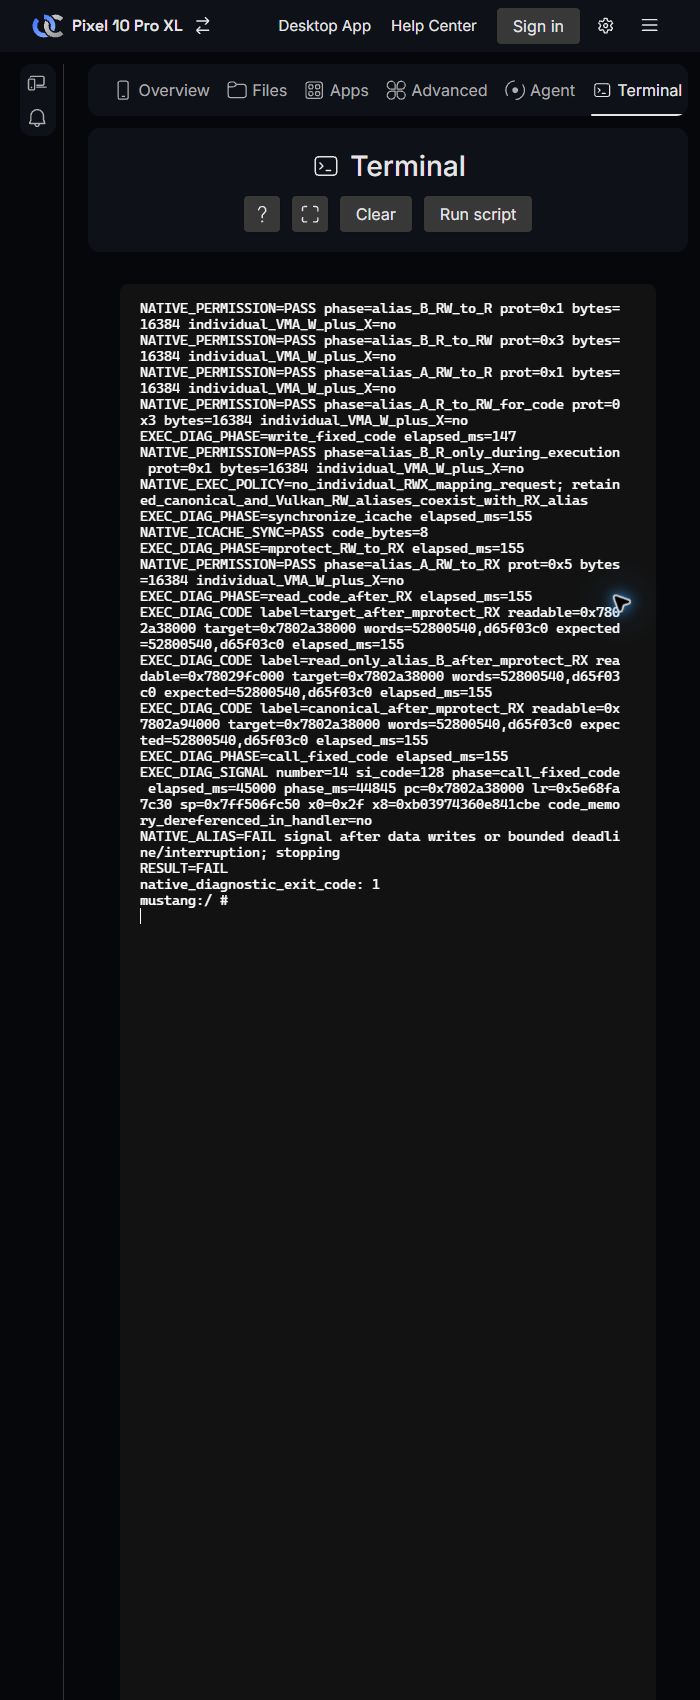 Pixel 10 Pro XL
Desktop App
Help Center
Sign in
Overview
Files
Apps
Advanced
Agent
Terminal
Terminal
?
Clear
Run script
NATIVE_PERMISSION=PASS phase=alias_B_RW_to_R prot=0x1 bytes=
16384 individual_VMA_W_plus_X=no
NATIVE_PERMISSION=PASS phase=alias_B_R_to_RW prot=0x3 bytes=
16384 individual_VMA_W_plus_X=no
NATIVE_PERMISSION=PASS phase=alias_A_RW_to_R prot=0x1 bytes=
16384 individual_VMA_W_plus_X=no
NATIVE_PERMISSION=PASS phase=alias_A_R_to_RW_for_code prot=0
x3 bytes=16384 individual_VMA_W_plus_X=no
EXEC_DIAG_PHASE=write_fixed_code elapsed_ms=147
NATIVE_PERMISSION=PASS phase=alias_B_R_only_during_execution
 prot=0x1 bytes=16384 individual_VMA_W_plus_X=no
NATIVE_EXEC_POLICY=no_individual_RWX_mapping_request; retain
ed_canonical_and_Vulkan_RW_aliases_coexist_with_RX_alias
EXEC_DIAG_PHASE=synchronize_icache elapsed_ms=155
NATIVE_ICACHE_SYNC=PASS code_bytes=8
EXEC_DIAG_PHASE=mprotect_RW_to_RX elapsed_ms=155
NATIVE_PERMISSION=PASS phase=alias_A_RW_to_RX prot=0x5 bytes
=16384 individual_VMA_W_plus_X=no
EXEC_DIAG_PHASE=read_code_after_RX elapsed_ms=155
EXEC_DIAG_CODE label=target_after_mprotect_RX readable=0x780
2a38000 target=0x7802a38000 words=52800540,d65f03c0 expected
=52800540,d65f03c0 elapsed_ms=155
EXEC_DIAG_CODE label=read_only_alias_B_after_mprotect_RX rea
dable=0x78029fc000 target=0x7802a38000 words=52800540,d65f03
c0 expected=52800540,d65f03c0 elapsed_ms=155
EXEC_DIAG_CODE label=canonical_after_mprotect_RX readable=0x
7802a94000 target=0x7802a38000 words=52800540,d65f03c0 expec
ted=52800540,d65f03c0 elapsed_ms=155
EXEC_DIAG_PHASE=call_fixed_code elapsed_ms=155
EXEC_DIAG_SIGNAL number=14 si_code=128 phase=call_fixed_code
 elapsed_ms=45000 phase_ms=44845 pc=0x7802a38000 lr=0x5e68fa
7c30 sp=0x7ff506fc50 x0=0x2f x8=0xb03974360e841cbe code_memo
ry_dereferenced_in_handler=no
NATIVE_ALIAS=FAIL signal after data writes or bounded deadli
ne/interruption; stopping
RESULT=FAIL
native_diagnostic_exit_code: 1
mustang:/ #